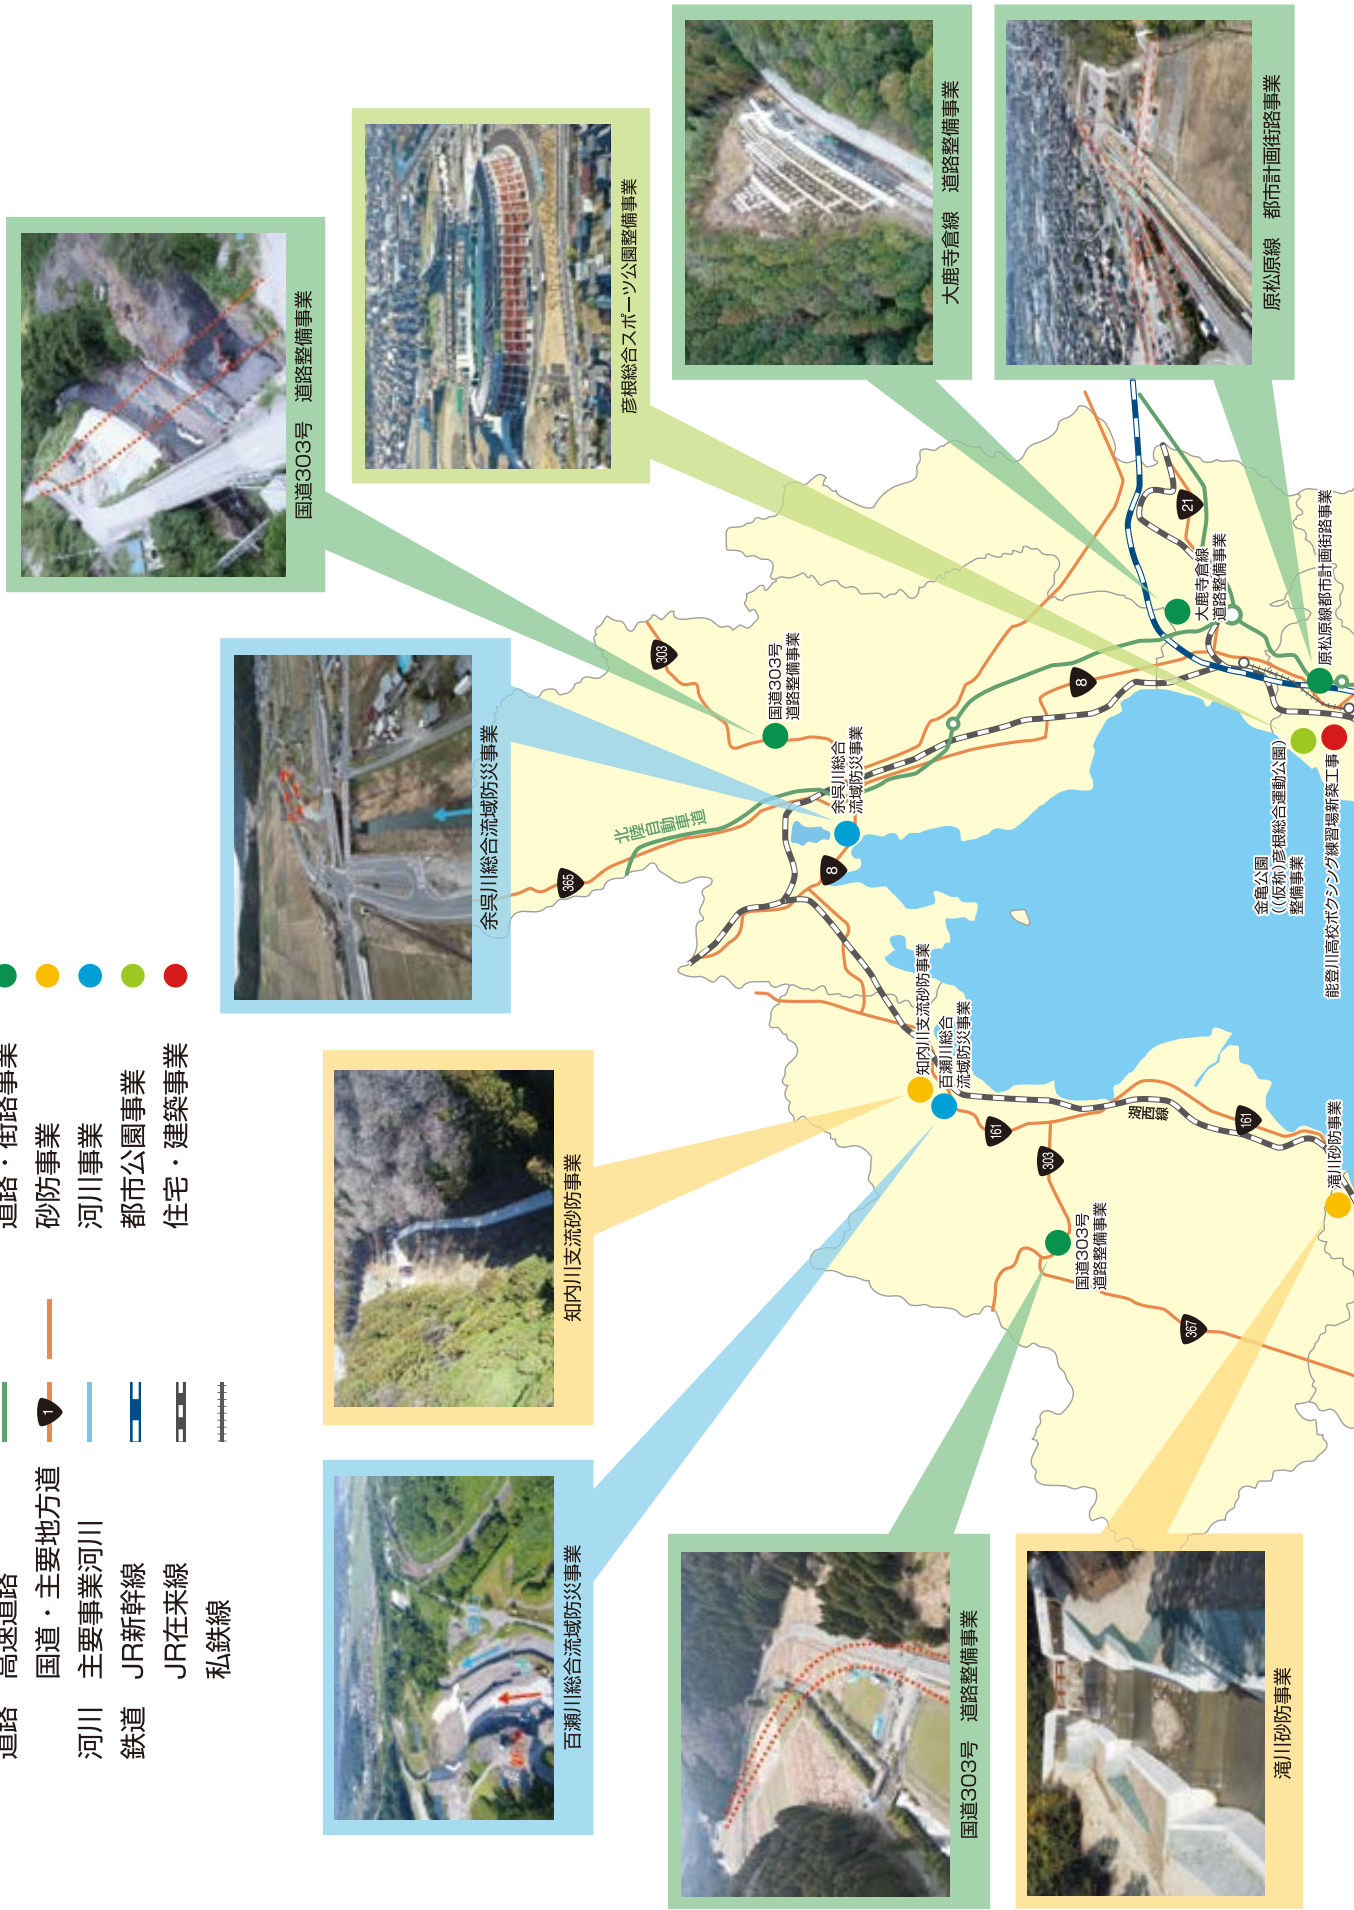 道路
高速道路
国道・主要地方道
1
河川
主要事業河川
鉄道
JR新幹線
JR在来線
私鉄線
道路・街路事業
砂防事業
河川事業
都市公園事業
住宅・建築事業
国道303号　道路整備事業
彦根総合スポーツ公園整備事業
大鹿寺倉線　道路整備事業
原松原線　都市計画街路事業
余呉川総合流域防災事業
知内川支流砂防事業
百瀬川総合流域防災事業
国道303号　道路整備事業
滝川砂防事業
303
国道303号
道路整備事業
余呉川総合
流域防災事業
北陸自動車道
365
8
8
21
大鹿寺倉線
道路整備事業
原松原線都市計画街路事業
金亀公園
((仮称)彦根総合運動公園)
整備事業
能登川高校ボクシング練習場新築工事
知内川支流砂防事業
百瀬川総合
流域防災事業
161
303
湖西線
161
国道303号
道路整備事業
367
滝川砂防事業